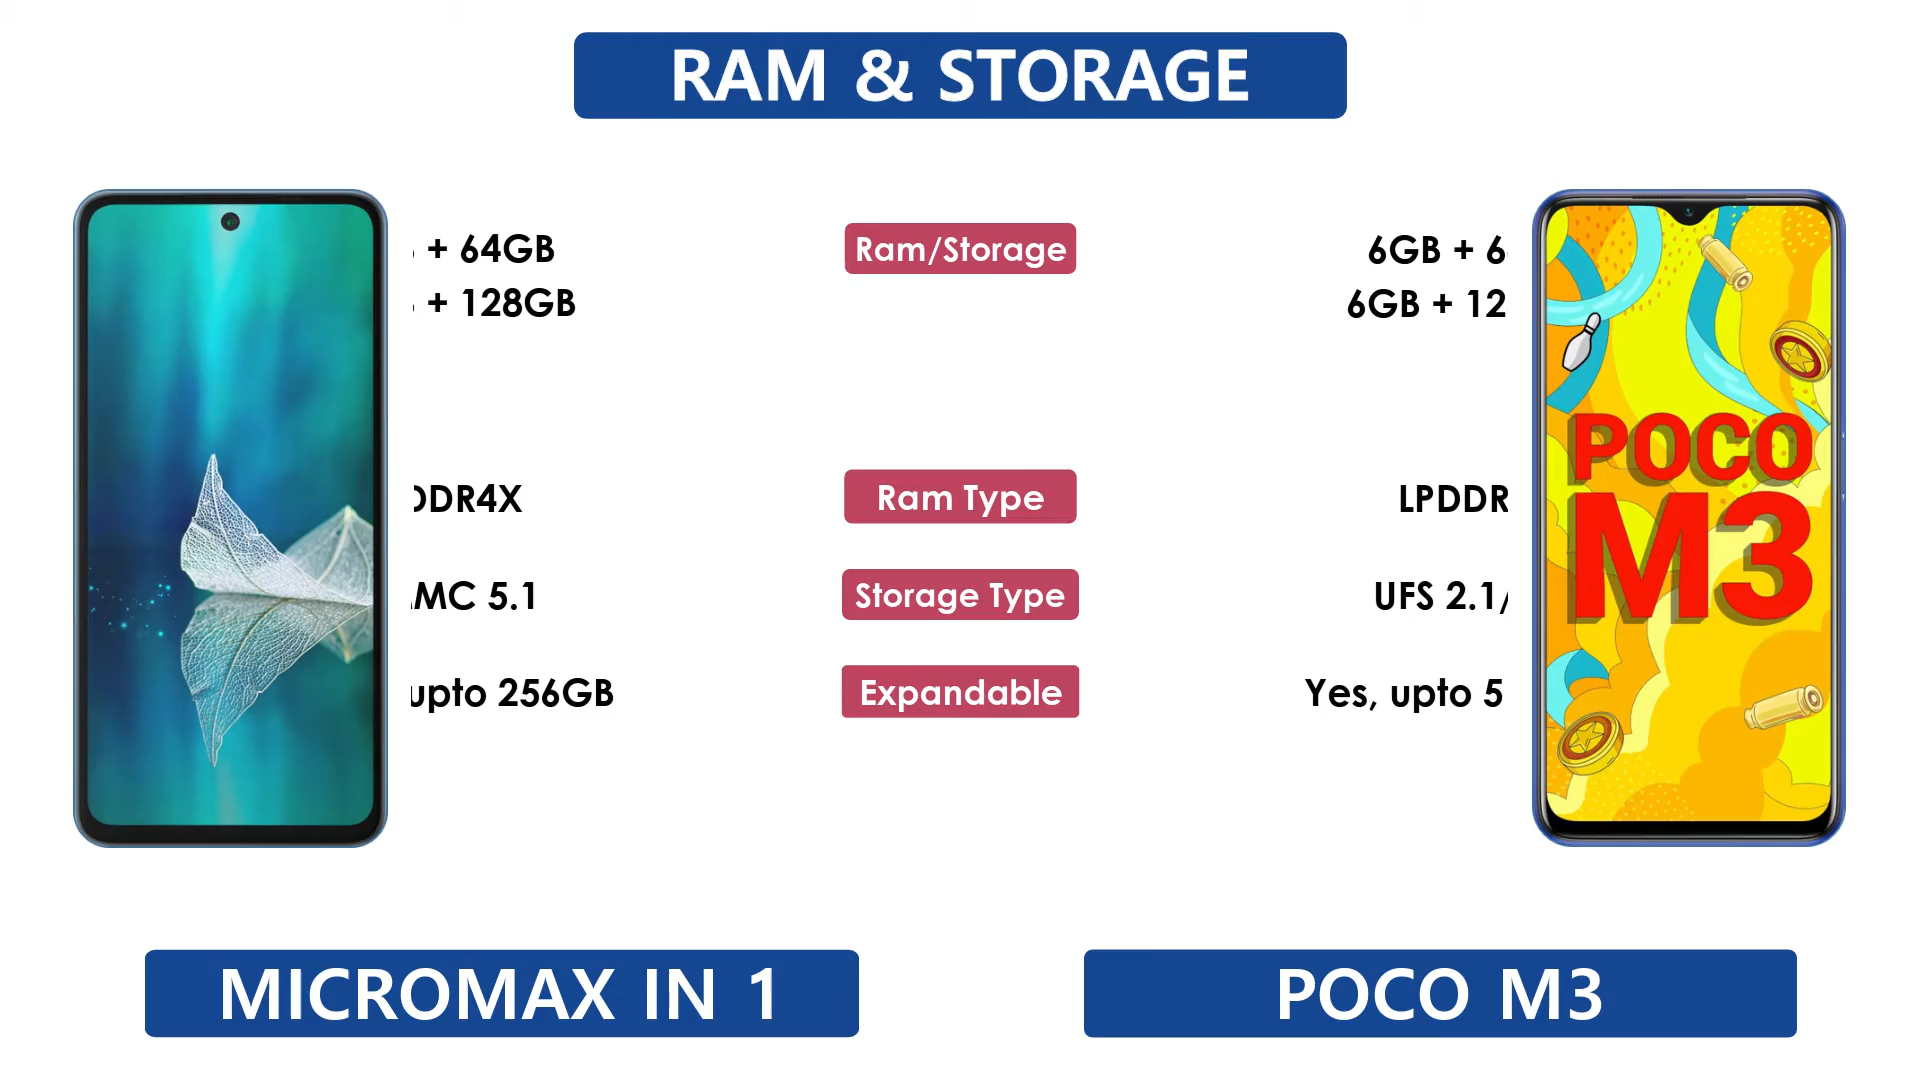 RAM & STORAGE
+ 64GB
Ram/Storage
6GB + 6
+ 128GB
6GB + 12
DDR4X
Ram Type
LPDDR
MC 5.1
Storage Type
UFS 2.1/
upto 256GB
Expandable
Yes, upto 5
POCO
M3
MICROMAX IN 1
POCO M3